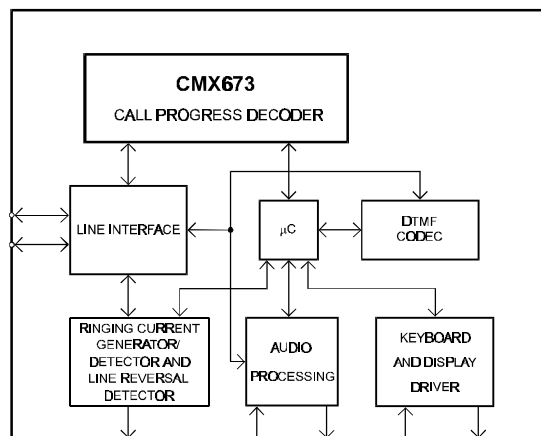 CMX673
CALL PROGRESS DECODER
LINE INTERFACE
µC
DTMF
CODEC
RINGING CURRENT
GENERATOR/
DETECTOR AND
LINE REVERSAL
DETECTOR
AUDIO
PROCESSING
KEYBOARD
AND DISPLAY
DRIVER